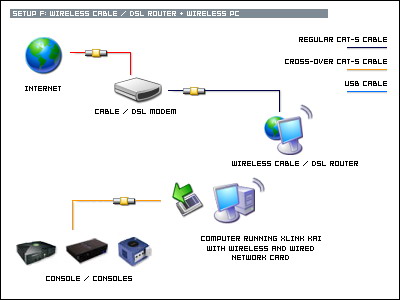 SETUP F: WIRELESS CABLE / DSL ROUTER + WIRELESS PC
REGULAR CAT-5 CABLE
CROSS-OVER CAT-5 CABLE
USB CABLE
INTERNET
CABLE / DSL MODEM
WIRELESS CABLE / DSL ROUTER
COMPUTER RUNNING XLINK KAI
WITH WIRELESS AND WIRED
NETWORK CARD
CONSOLE / CONSOLES